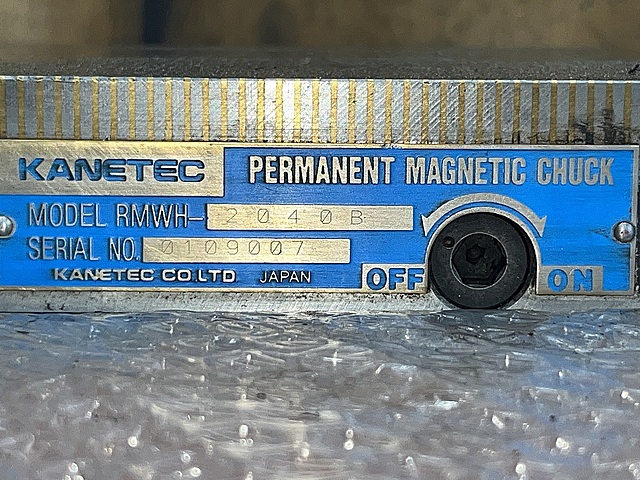 KANETEC
PERMANENT MAGNETIC CHUCK
MODEL RMWH-2040B
SERIAL NO. 0109007
KANETEC CO.LTD. JAPAN
OFF
ON